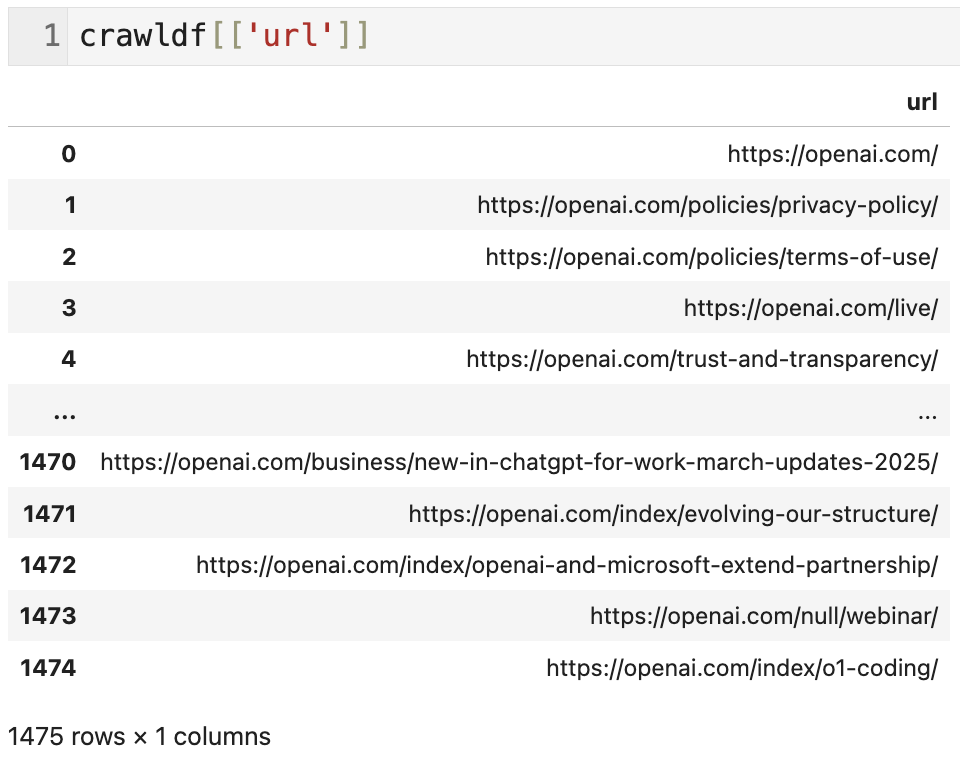 1 crawldf[['url']]
url
0 https://openai.com/
1 https://openai.com/policies/privacy-policy/
2 https://openai.com/policies/terms-of-use/
3 https://openai.com/live/
4 https://openai.com/trust-and-transparency/
... ...
1470 https://openai.com/business/new-in-chatgpt-for-work-march-updates-2025/
1471 https://openai.com/index/evolving-our-structure/
1472 https://openai.com/index/openai-and-microsoft-extend-partnership/
1473 https://openai.com/null/webinar/
1474 https://openai.com/index/o1-coding/
1475 rows × 1 columns